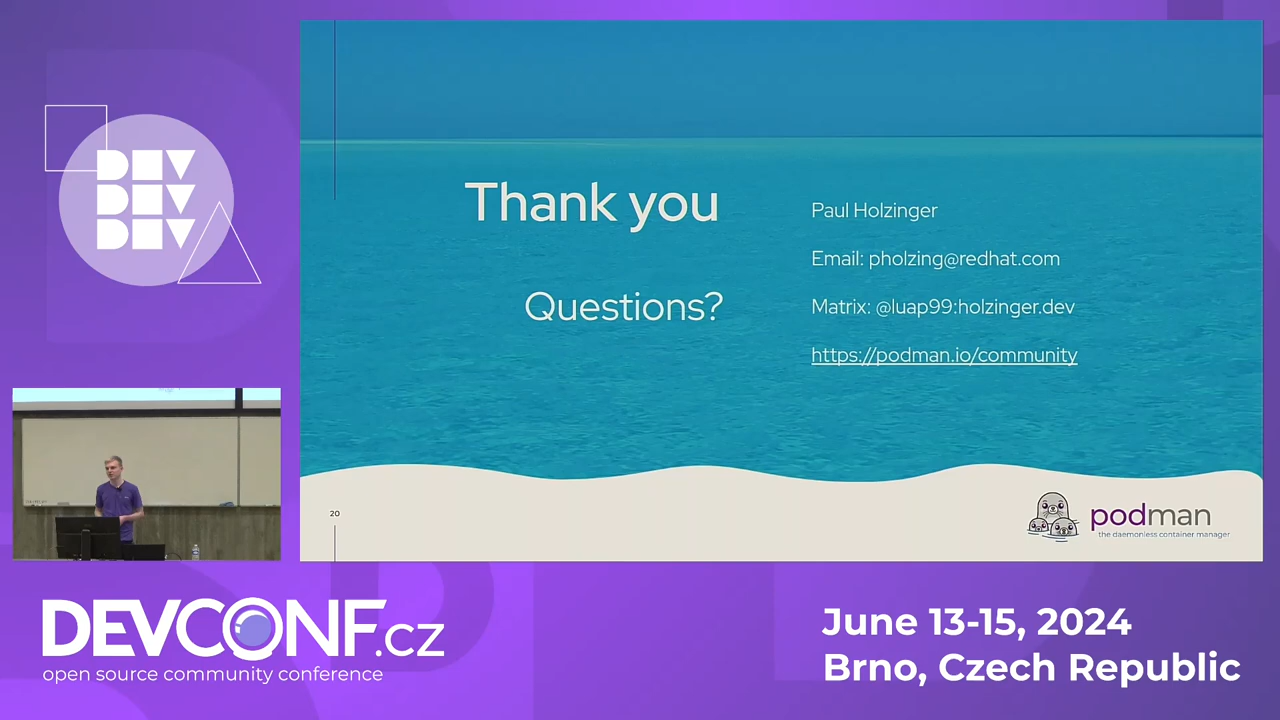 DEV
DEV
DEV
Thank you
Questions?
Paul Holzinger
Email: pholzing@redhat.com
Matrix: @luap99:holzinger.dev
https://podman.io/community
20
podman
the daemonless container manager
DEVCONF.cz
open source community conference
June 13-15, 2024
Brno, Czech Republic